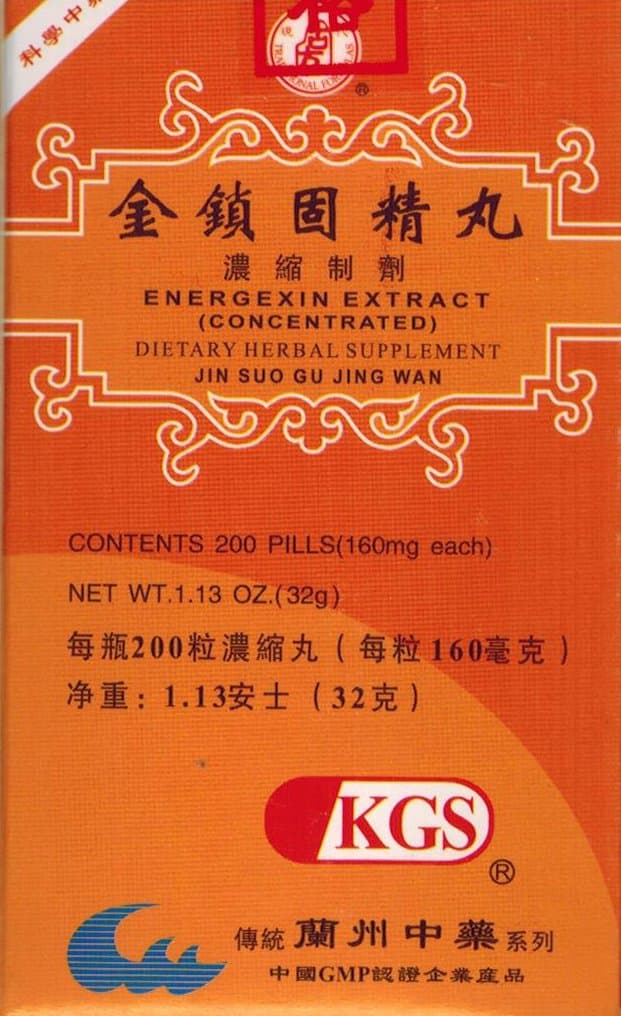 科學中藥
®
金鎖固精丸
濃縮制劑
ENERGEXIN EXTRACT
(CONCENTRATED)
DIETARY HERBAL SUPPLEMENT
JIN SUO GU JING WAN
CONTENTS 200 PILLS(160mg each)
NET WT.1.13 OZ.(32g)
每瓶200粒濃縮丸（每粒160毫克）
净重：1.13安士（32克）
KGS
®
傳統 蘭州中藥 系列
中國GMP認證企業産品